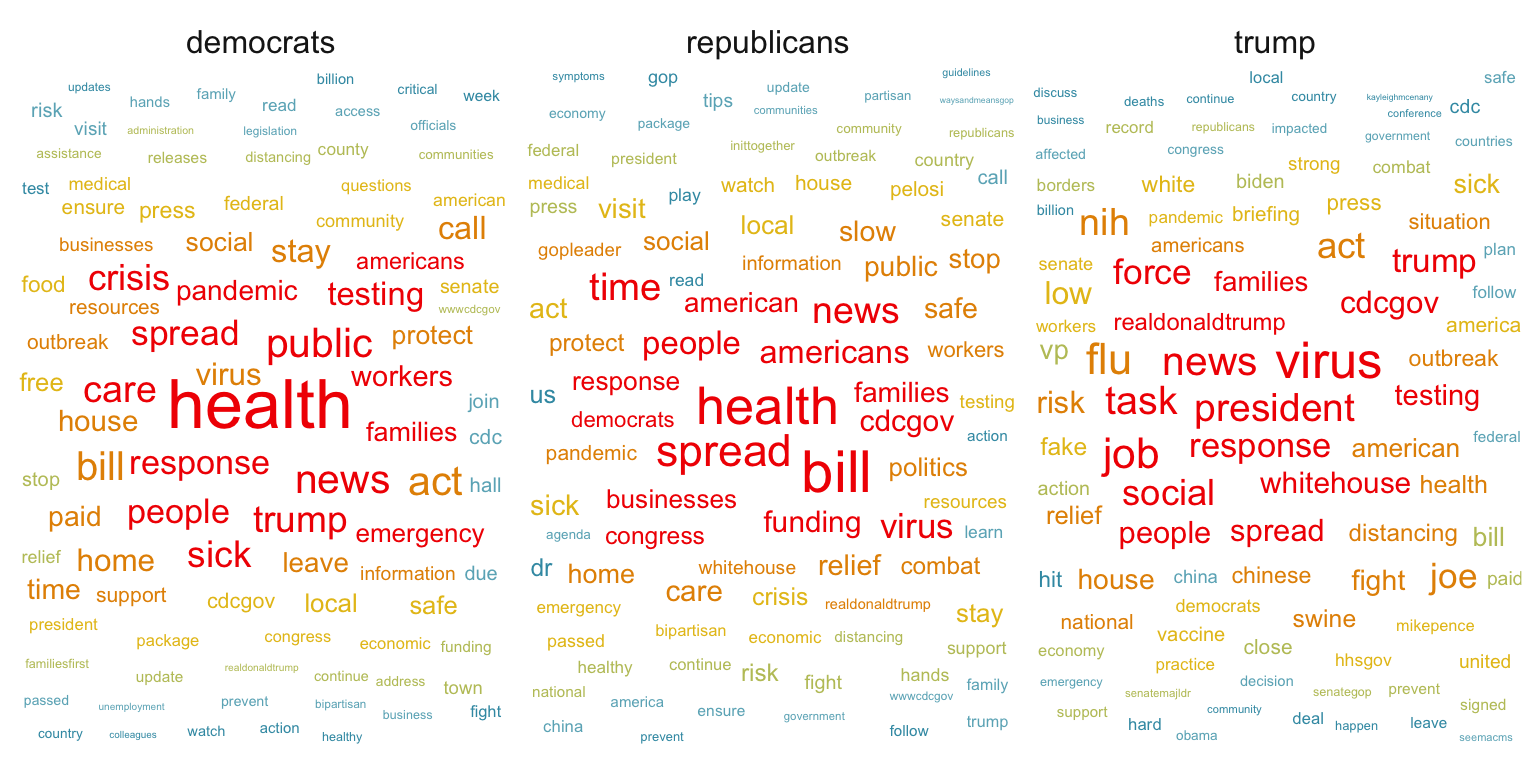 democrats
updates
billion
critical
week
risk
hands
family
read
access
visit
administration
legislation
officials
assistance
releases
distancing
county
communities
test
medical
questions
american
ensure
press
federal
community
call
businesses
social
stay
americans
food
crisis
pandemic
testing
senate
resources
wwwcdcgov
outbreak
spread
public
protect
free
care
virus
workers
health
join
house
families
cdc
stop
bill
response
news
act
hall
paid
people
trump
emergency
relief
home
sick
leave
information
due
time
support
cdcgov
local
safe
president
package
congress
economic
funding
familiesfirst
update
realdonaldtrump
continue
address
town
passed
unemployment
prevent
bipartisan
business
fight
country
colleagues
watch
action
healthy
republicans
symptoms
gop
guidelines
tips
update
partisan
waysandmeansgop
economy
package
communities
community
republicans
federal
president
inittogether
outbreak
country
medical
play
watch
house
pelosi
call
press
visit
local
slow
senate
gopleader
social
information
public
stop
time
read
american
news
safe
act
protect
people
americans
workers
us
response
health
families
testing
democrats
cdcgov
action
pandemic
spread
bill
politics
sick
businesses
resources
agenda
congress
funding
virus
learn
dr
home
whitehouse
relief
combat
emergency
care
crisis
realdonaldtrump
stay
passed
bipartisan
economic
distancing
support
healthy
continue
risk
fight
hands
national
america
ensure
government
wwwcdcgov
family
china
prevent
follow
trump
trump
local
safe
discuss
deaths
continue
country
kayleighmcenany
cdc
business
record
republicans
impacted
conference
government
countries
affected
congress
strong
combat
borders
white
biden
press
sick
billion
nih
pandemic
briefing
situation
americans
act
trump
plan
senate
force
families
low
cdcgov
follow
workers
realdonaldtrump
america
vp
flu
news
virus
outbreak
risk
task
president
testing
fake
job
response
american
federal
action
social
whitehouse
health
relief
people
spread
distancing
bill
hit
house
china
chinese
fight
joe
paid
national
democrats
swine
mikepence
economy
vaccine
close
practice
hhsgov
united
emergency
senatemajldr
decision
senategop
prevent
signed
support
hard
community
deal
happen
leave
obama
seemacms